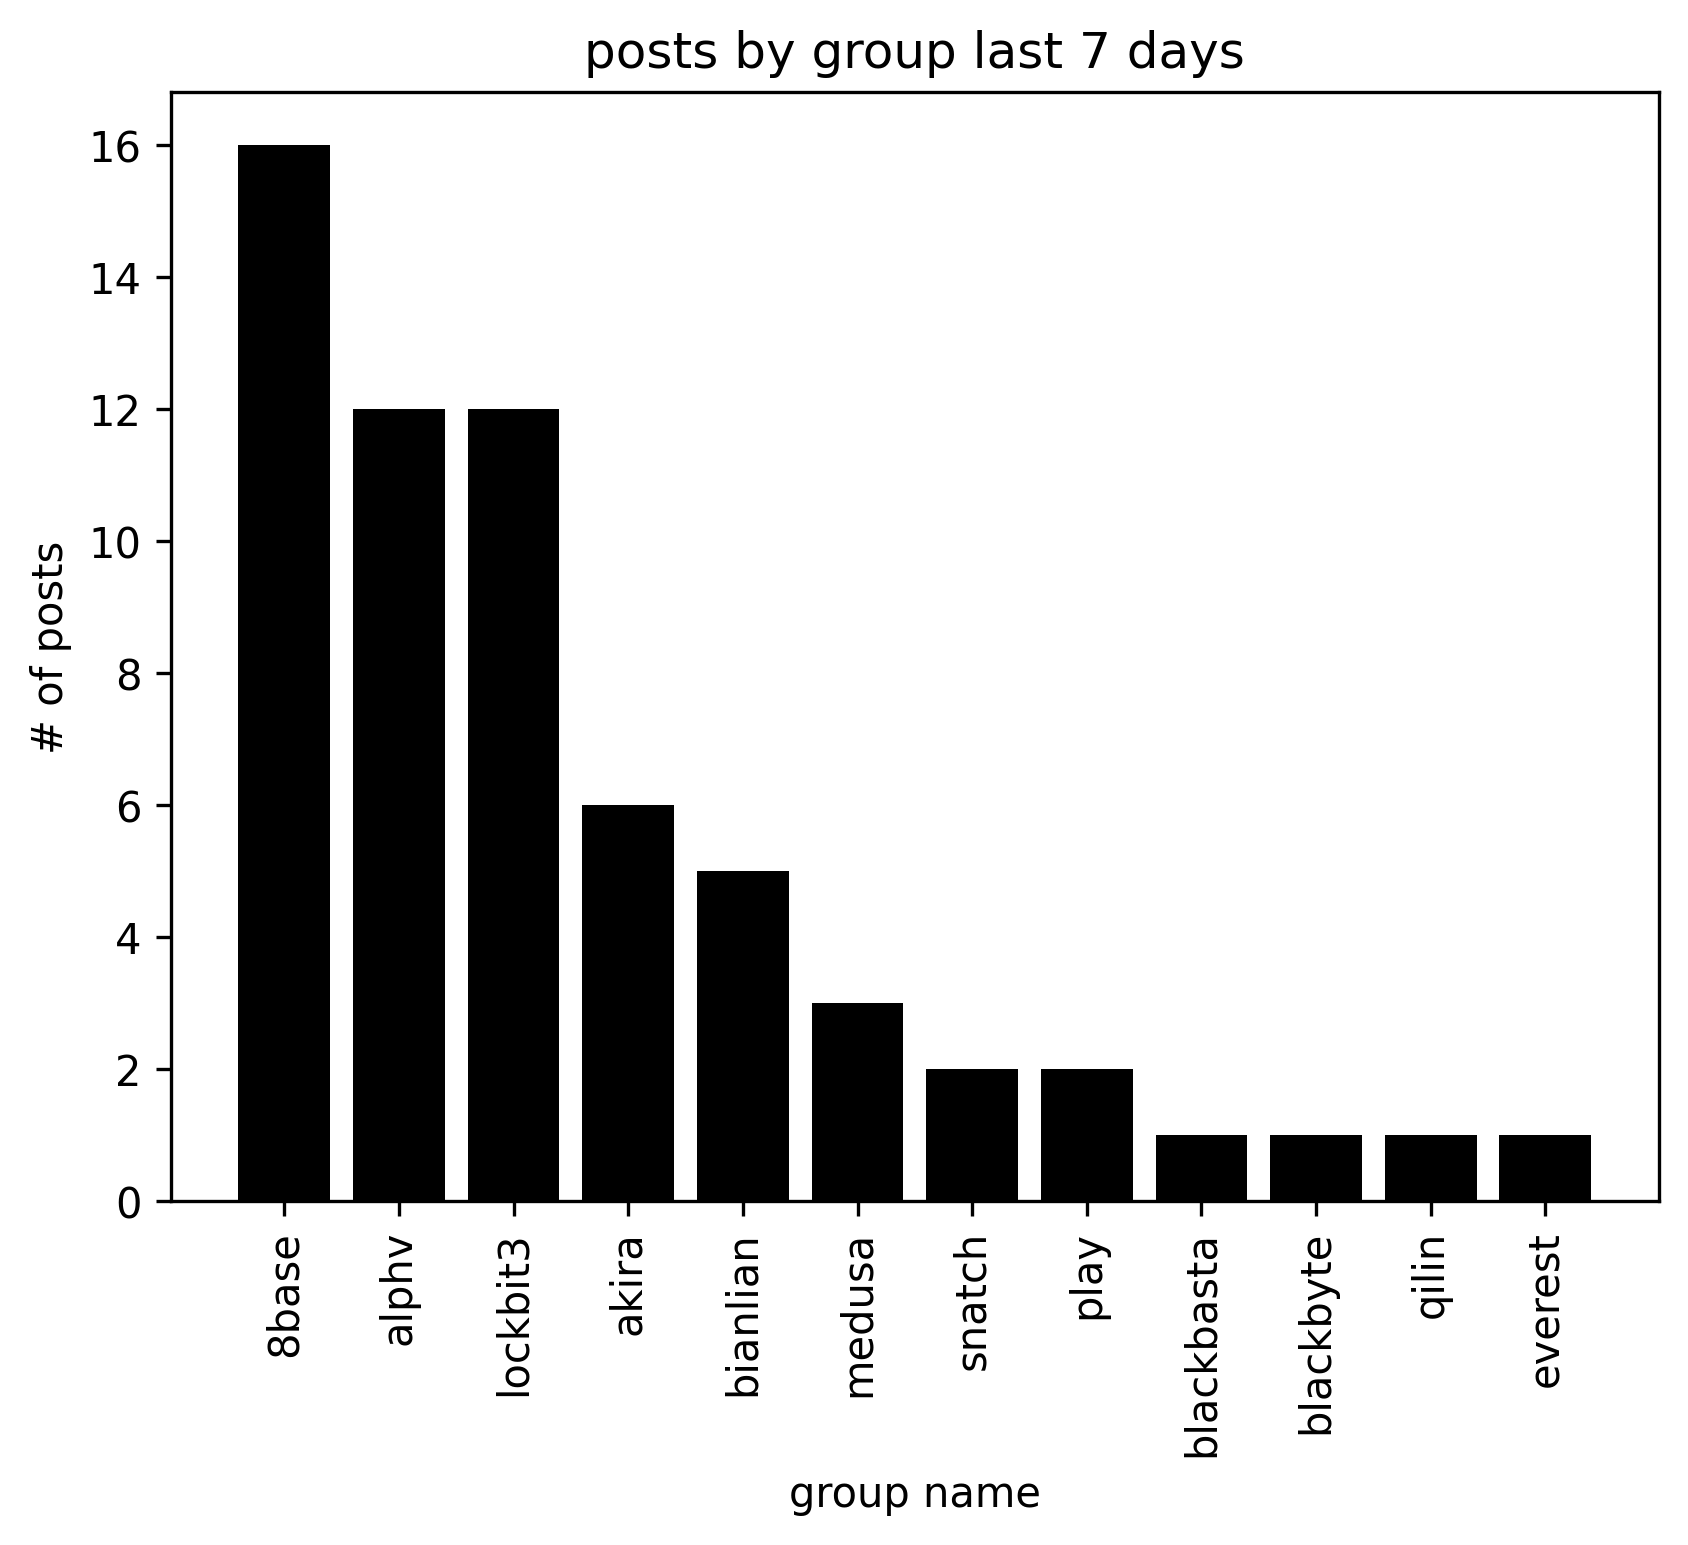 posts by group last 7 days
16
14
12
10
8
6
4
2
0
# of posts
8base
alphv
lockbit3
akira
bianlian
medusa
snatch
play
blackbasta
blackbyte
qilin
everest
group name